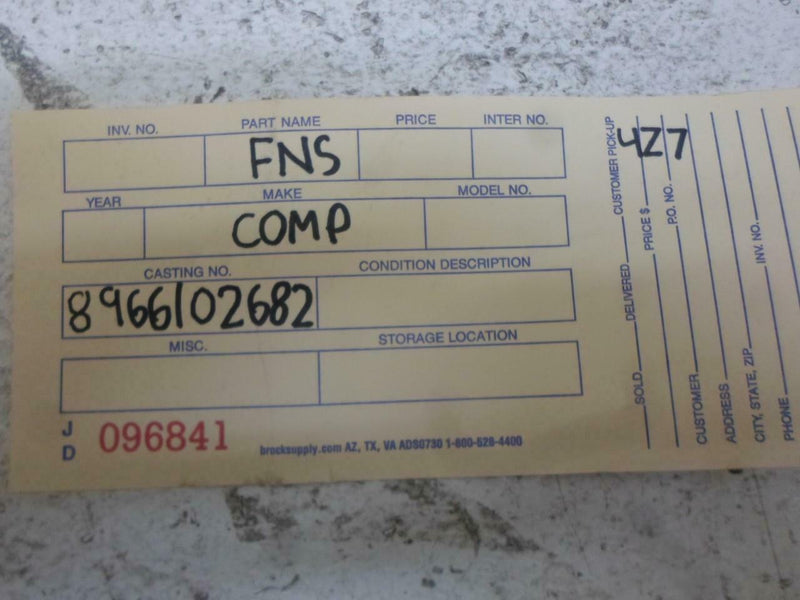 INV. NO. PART NAME PRICE INTER NO.
FNS
YEAR MAKE MODEL NO.
COMP
CASTING NO. CONDITION DESCRIPTION
8966102682
MISC. STORAGE LOCATION
J D 096841 brocksupply.com AZ, TX, VA ADS0730 1-800-528-4400
4Z7
SOLD DELIVERED CUSTOMER PICK-UP
PRICE $
P.O. NO.
CUSTOMER
ADDRESS
CITY, STATE, ZIP INV. NO.
PHONE